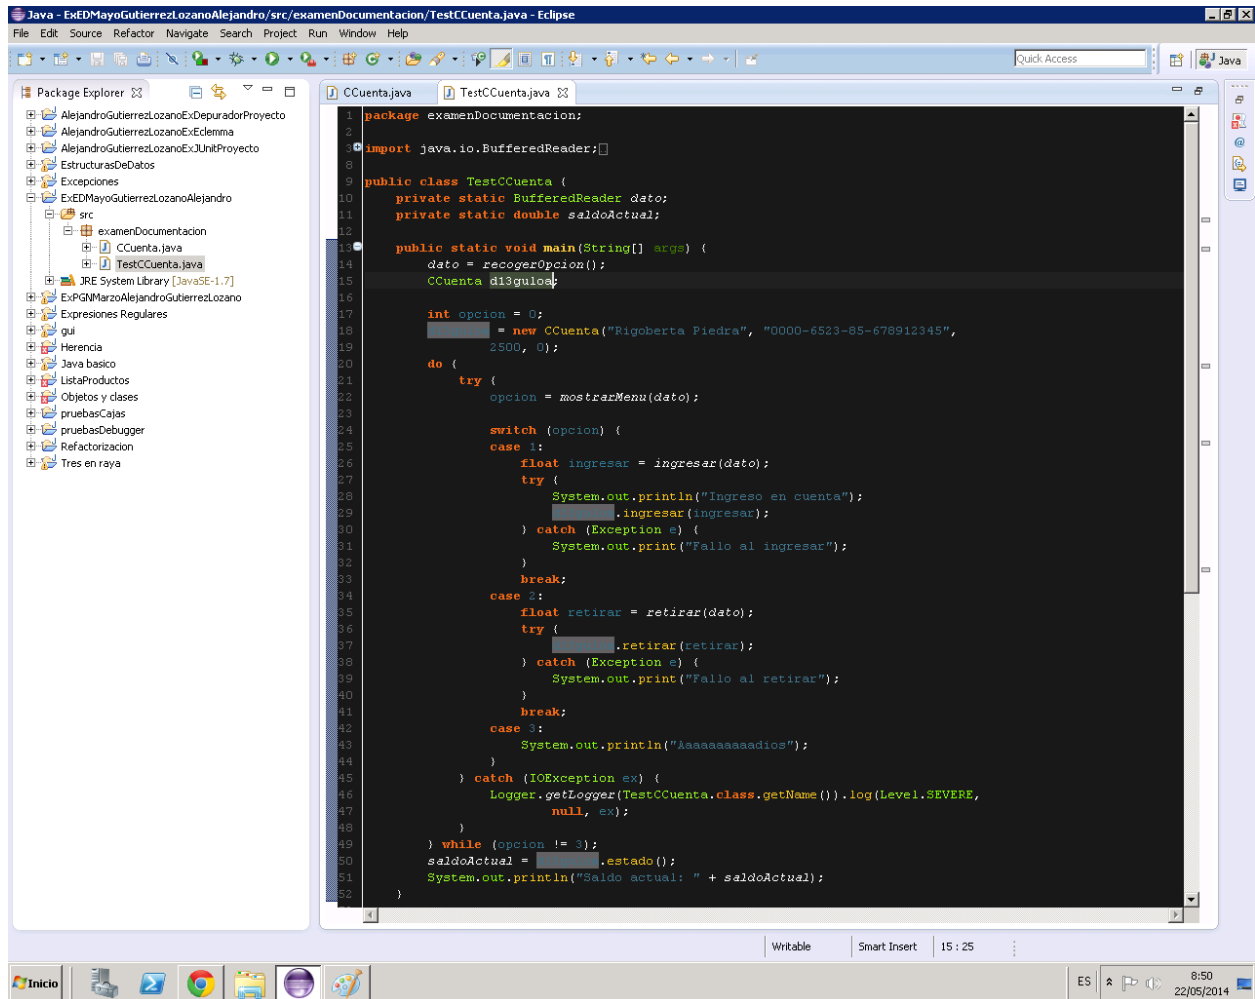 Java - ExEDMayoGutierrezLozanoAlejandro/src/examenDocumentacion/TestCCuenta.java - Eclipse
File Edit Source Refactor Navigate Search Project Run Window Help
Quick Access
Java
Package Explorer
AlejandroGutierrezLozanoExDepuradorProyecto
AlejandroGutierrezLozanoExEclemma
AlejandroGutierrezLozanoExJUnitProyecto
EstructurasDeDatos
Excepciones
ExEDMayoGutierrezLozanoAlejandro
src
examenDocumentacion
CCuenta.java
TestCCuenta.java
JRE System Library [JavaSE-1.7]
ExPGNMarzoAlejandroGutierrezLozano
Expresiones Regulares
gui
Herencia
Java basico
ListaProductos
Objetos y clases
pruebasCajas
pruebasDebugger
Refactorizacion
Tres en raya
CCuenta.java TestCCuenta.java
1 package examenDocumentacion;
2
3 import java.io.BufferedReader;
8
9 public class TestCCuenta {
10 private static BufferedReader dato;
11 private static double saldoActual;
12
13 public static void main(String[] args) {
14 dato = recogerOpcion();
15 CCuenta d13guloa;
16
17 int opcion = 0;
18 = new CCuenta("Rigoberta Piedra", "0000-6523-85-678912345",
19 2500, 0);
20 do {
21 try {
22 opcion = mostrarMenu(dato);
23
24 switch (opcion) {
25 case 1:
26 float ingresar = ingresar(dato);
27 try {
28 System.out.println("Ingreso en cuenta");
29 .ingresar(ingresar);
30 } catch (Exception e) {
31 System.out.print("Fallo al ingresar");
32 }
33 break;
34 case 2:
35 float retirar = retirar(dato);
36 try {
37 .retirar(retirar);
38 } catch (Exception e) {
39 System.out.print("Fallo al retirar");
40 }
41 break;
42 case 3:
43 System.out.println("Aaaaaaaaaadios");
44 }
45 } catch (IOException ex) {
46 Logger.getLogger(TestCCuenta.class.getName()).log(Level.SEVERE,
47 null, ex);
48 }
49 } while (opcion != 3);
50 saldoActual = .estado();
51 System.out.println("Saldo actual: " + saldoActual);
52 }
Writable Smart Insert 15 : 25
Inicio
ES
8:50
22/05/2014